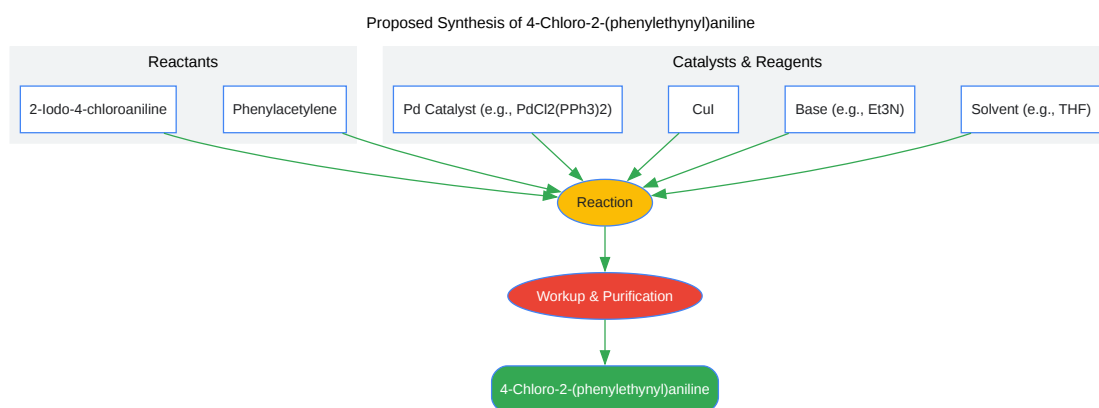 Proposed Synthesis of 4-Chloro-2-(phenylethynyl)aniline
Reactants
Catalysts & Reagents
2-Iodo-4-chloroaniline
Phenylacetylene
Pd Catalyst (e.g., PdCl2(PPh3)2)
CuI
Base (e.g., Et3N)
Solvent (e.g., THF)
Reaction
Workup & Purification
4-Chloro-2-(phenylethynyl)aniline